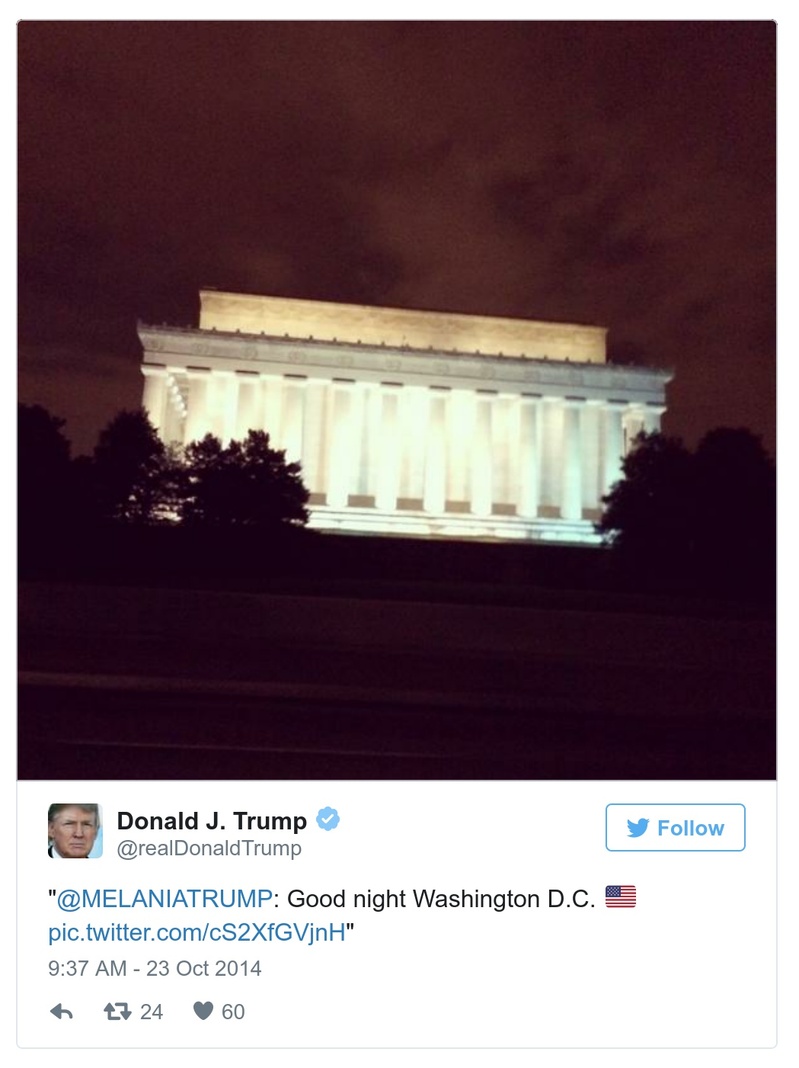 Donald J. Trump
Follow
@realDonaldTrump
"@MELANIATRUMP: Good night Washington D.C. 🇺🇸
pic.twitter.com/cS2XfGVjnH"
9:37 AM - 23 Oct 2014
24 60